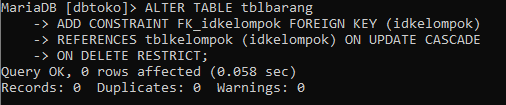 MariaDB [dbtoko]> ALTER TABLE tblbarang
    -> ADD CONSTRAINT FK_idkelompok FOREIGN KEY (idkelompok)
    -> REFERENCES tblkelompok (idkelompok) ON UPDATE CASCADE
    -> ON DELETE RESTRICT;
Query OK, 0 rows affected (0.058 sec)
Records: 0  Duplicates: 0  Warnings: 0